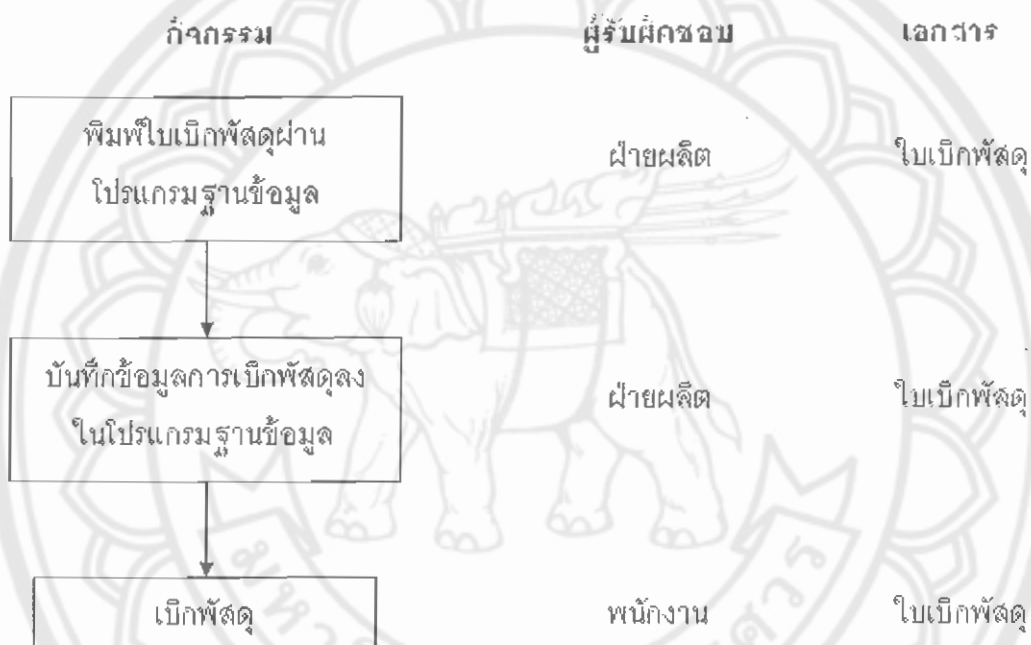 กิจกรรม ผู้รับผิดชอบ เอกสาร
พิมพ์ใบเบิกพัสดุผ่าน
โปรแกรมฐานข้อมูล
ฝ่ายผลิต ใบเบิกพัสดุ
บันทึกข้อมูลการเบิกพัสดุลง
ในโปรแกรมฐานข้อมูล
ฝ่ายผลิต ใบเบิกพัสดุ
เบิกพัสดุ พนักงาน ใบเบิกพัสดุ